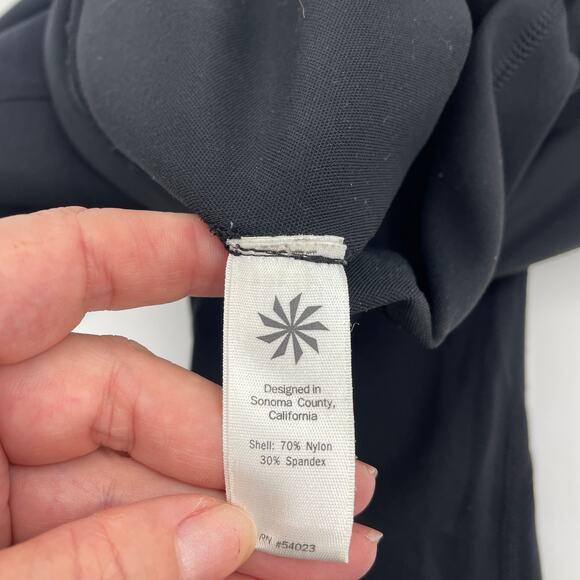 Designed in
Sonoma County,
California
Shell: 70% Nylon
30% Spandex
RN #54023